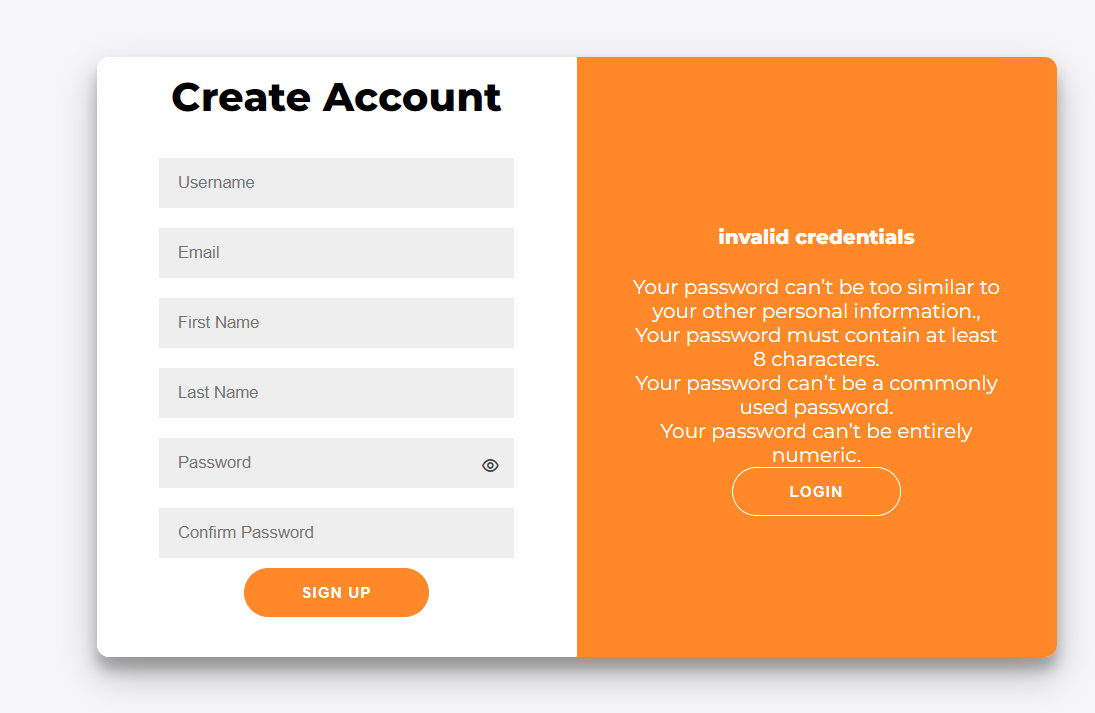 Create Account
Username
Email
First Name
Last Name
Password
Confirm Password
SIGN UP
invalid credentials
Your password can't be too similar to
your other personal information.,
Your password must contain at least
8 characters.
Your password can't be a commonly
used password.
Your password can't be entirely
numeric.
LOGIN